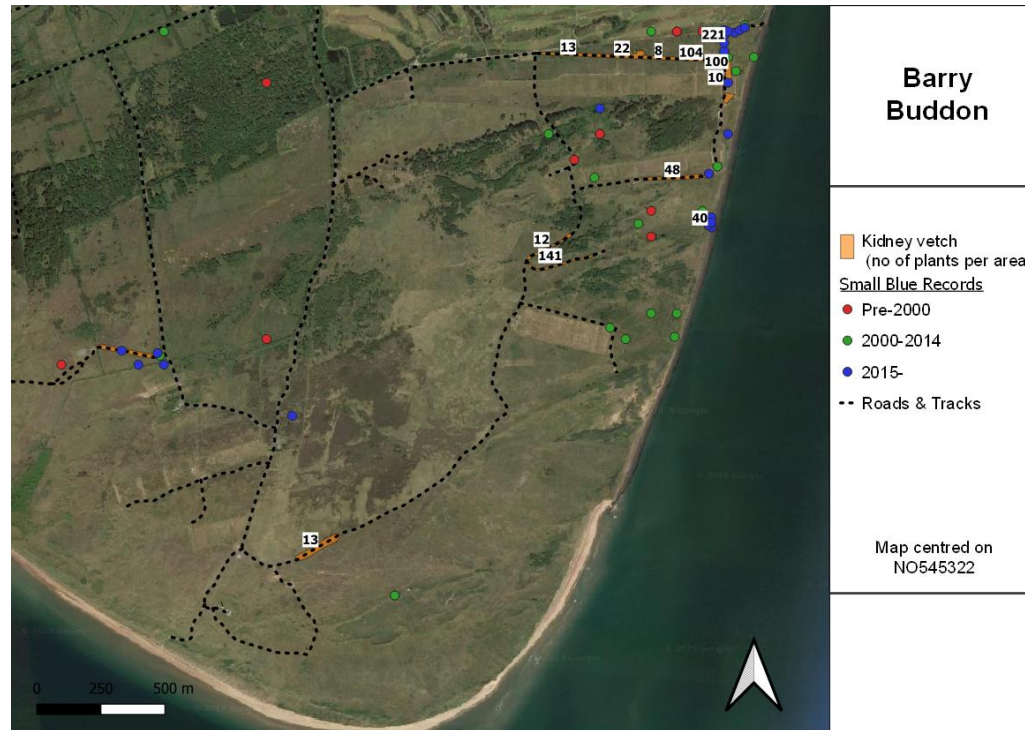 221
13
22
8
104
100
10
48
40
12
141
13
0 250 500 m
Barry
Buddon
Kidney vetch
(no of plants per area
Small Blue Records
Pre-2000
2000-2014
2015-
Roads & Tracks
Map centred on
NO545322